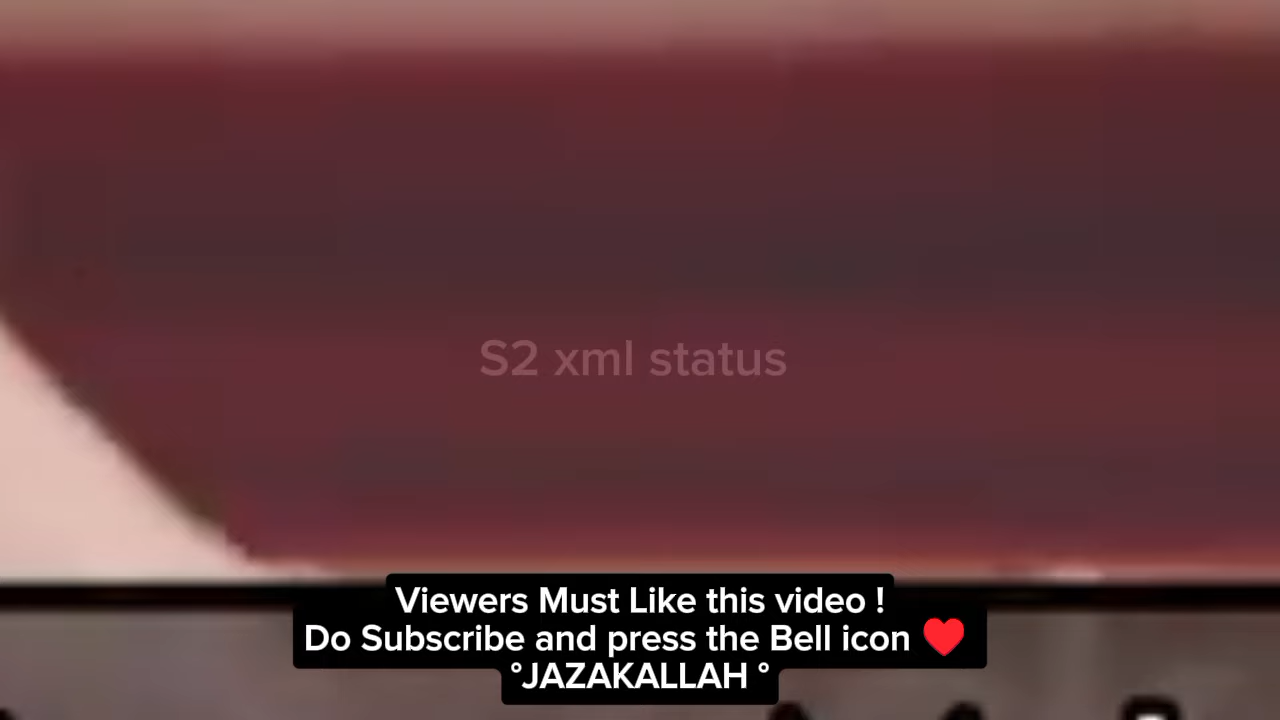 S2 xml status
Viewers Must Like this video !
Do Subscribe and press the Bell icon ♥️
°JAZAKALLAH °